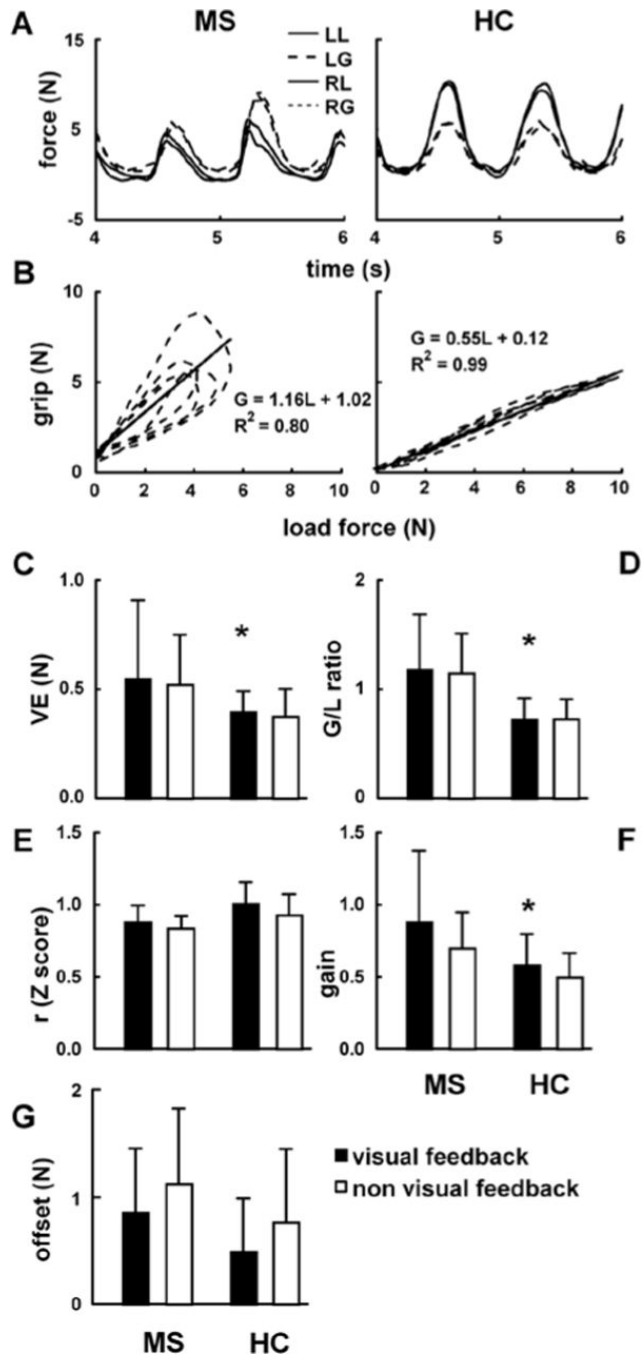 A MS HC
LL
LG
RL
RG
force (N)
15
5
-5
4 5 6 4 5 6
time (s)
B
grip (N)
10
5
0
G = 1.16L + 1.02
R² = 0.80
G = 0.55L + 0.12
R² = 0.99
0 2 4 6 8 10 0 2 4 6 8 10
load force (N)
C
VE (N)
1.0
0.5
0.0
*
D
G/L ratio
2
1
0
*
E
r (Z score)
1.5
1.0
0.5
0.0
F
gain
1.5
1.0
0.5
0.0
*
MS HC
G
offset (N)
2
1
0
MS HC
visual feedback
non visual feedback